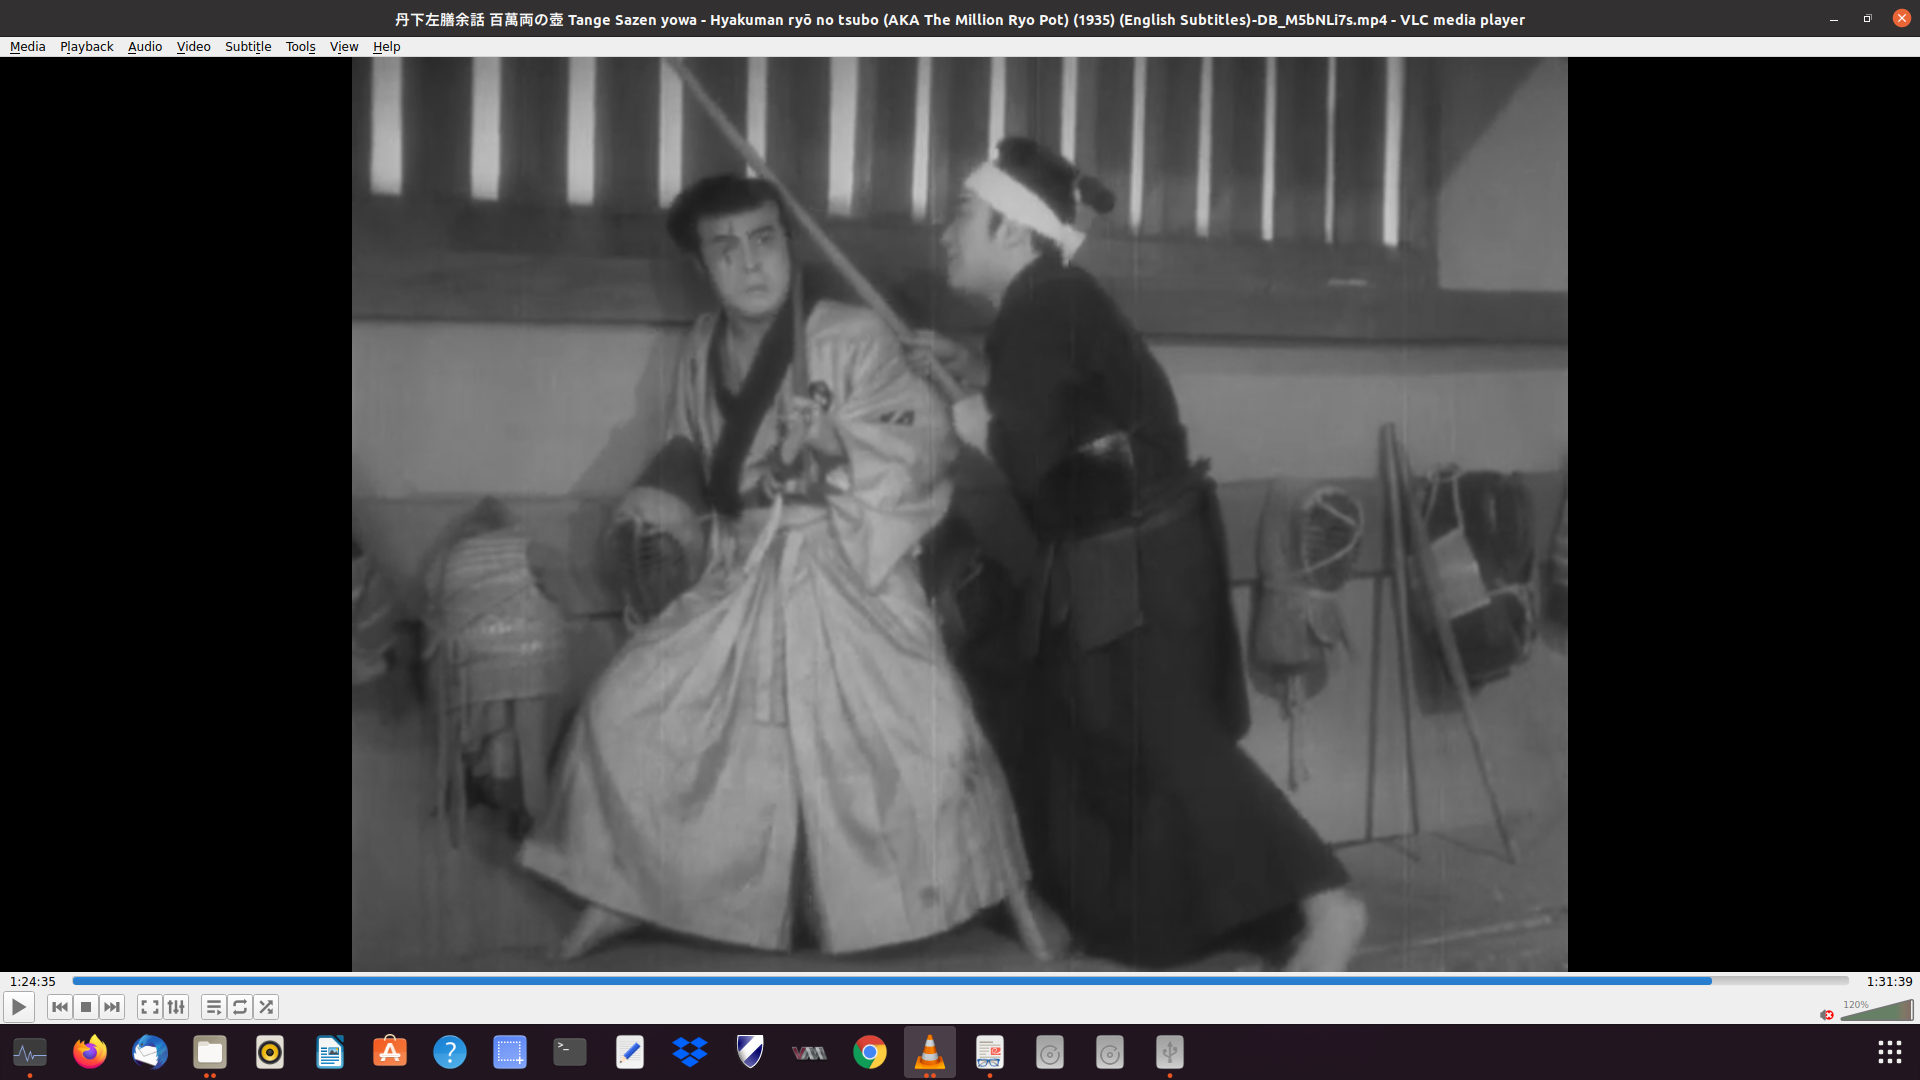 丹下左膳余話 百萬両の壺 Tange Sazen yowa - Hyakuman ryō no tsubo (AKA The Million Ryo Pot) (1935) (English Subtitles)-DB_M5bNLi7s.mp4 - VLC media player
Media Playback Audio Video Subtitle Tools View Help
1:24:35
1:31:39
120%